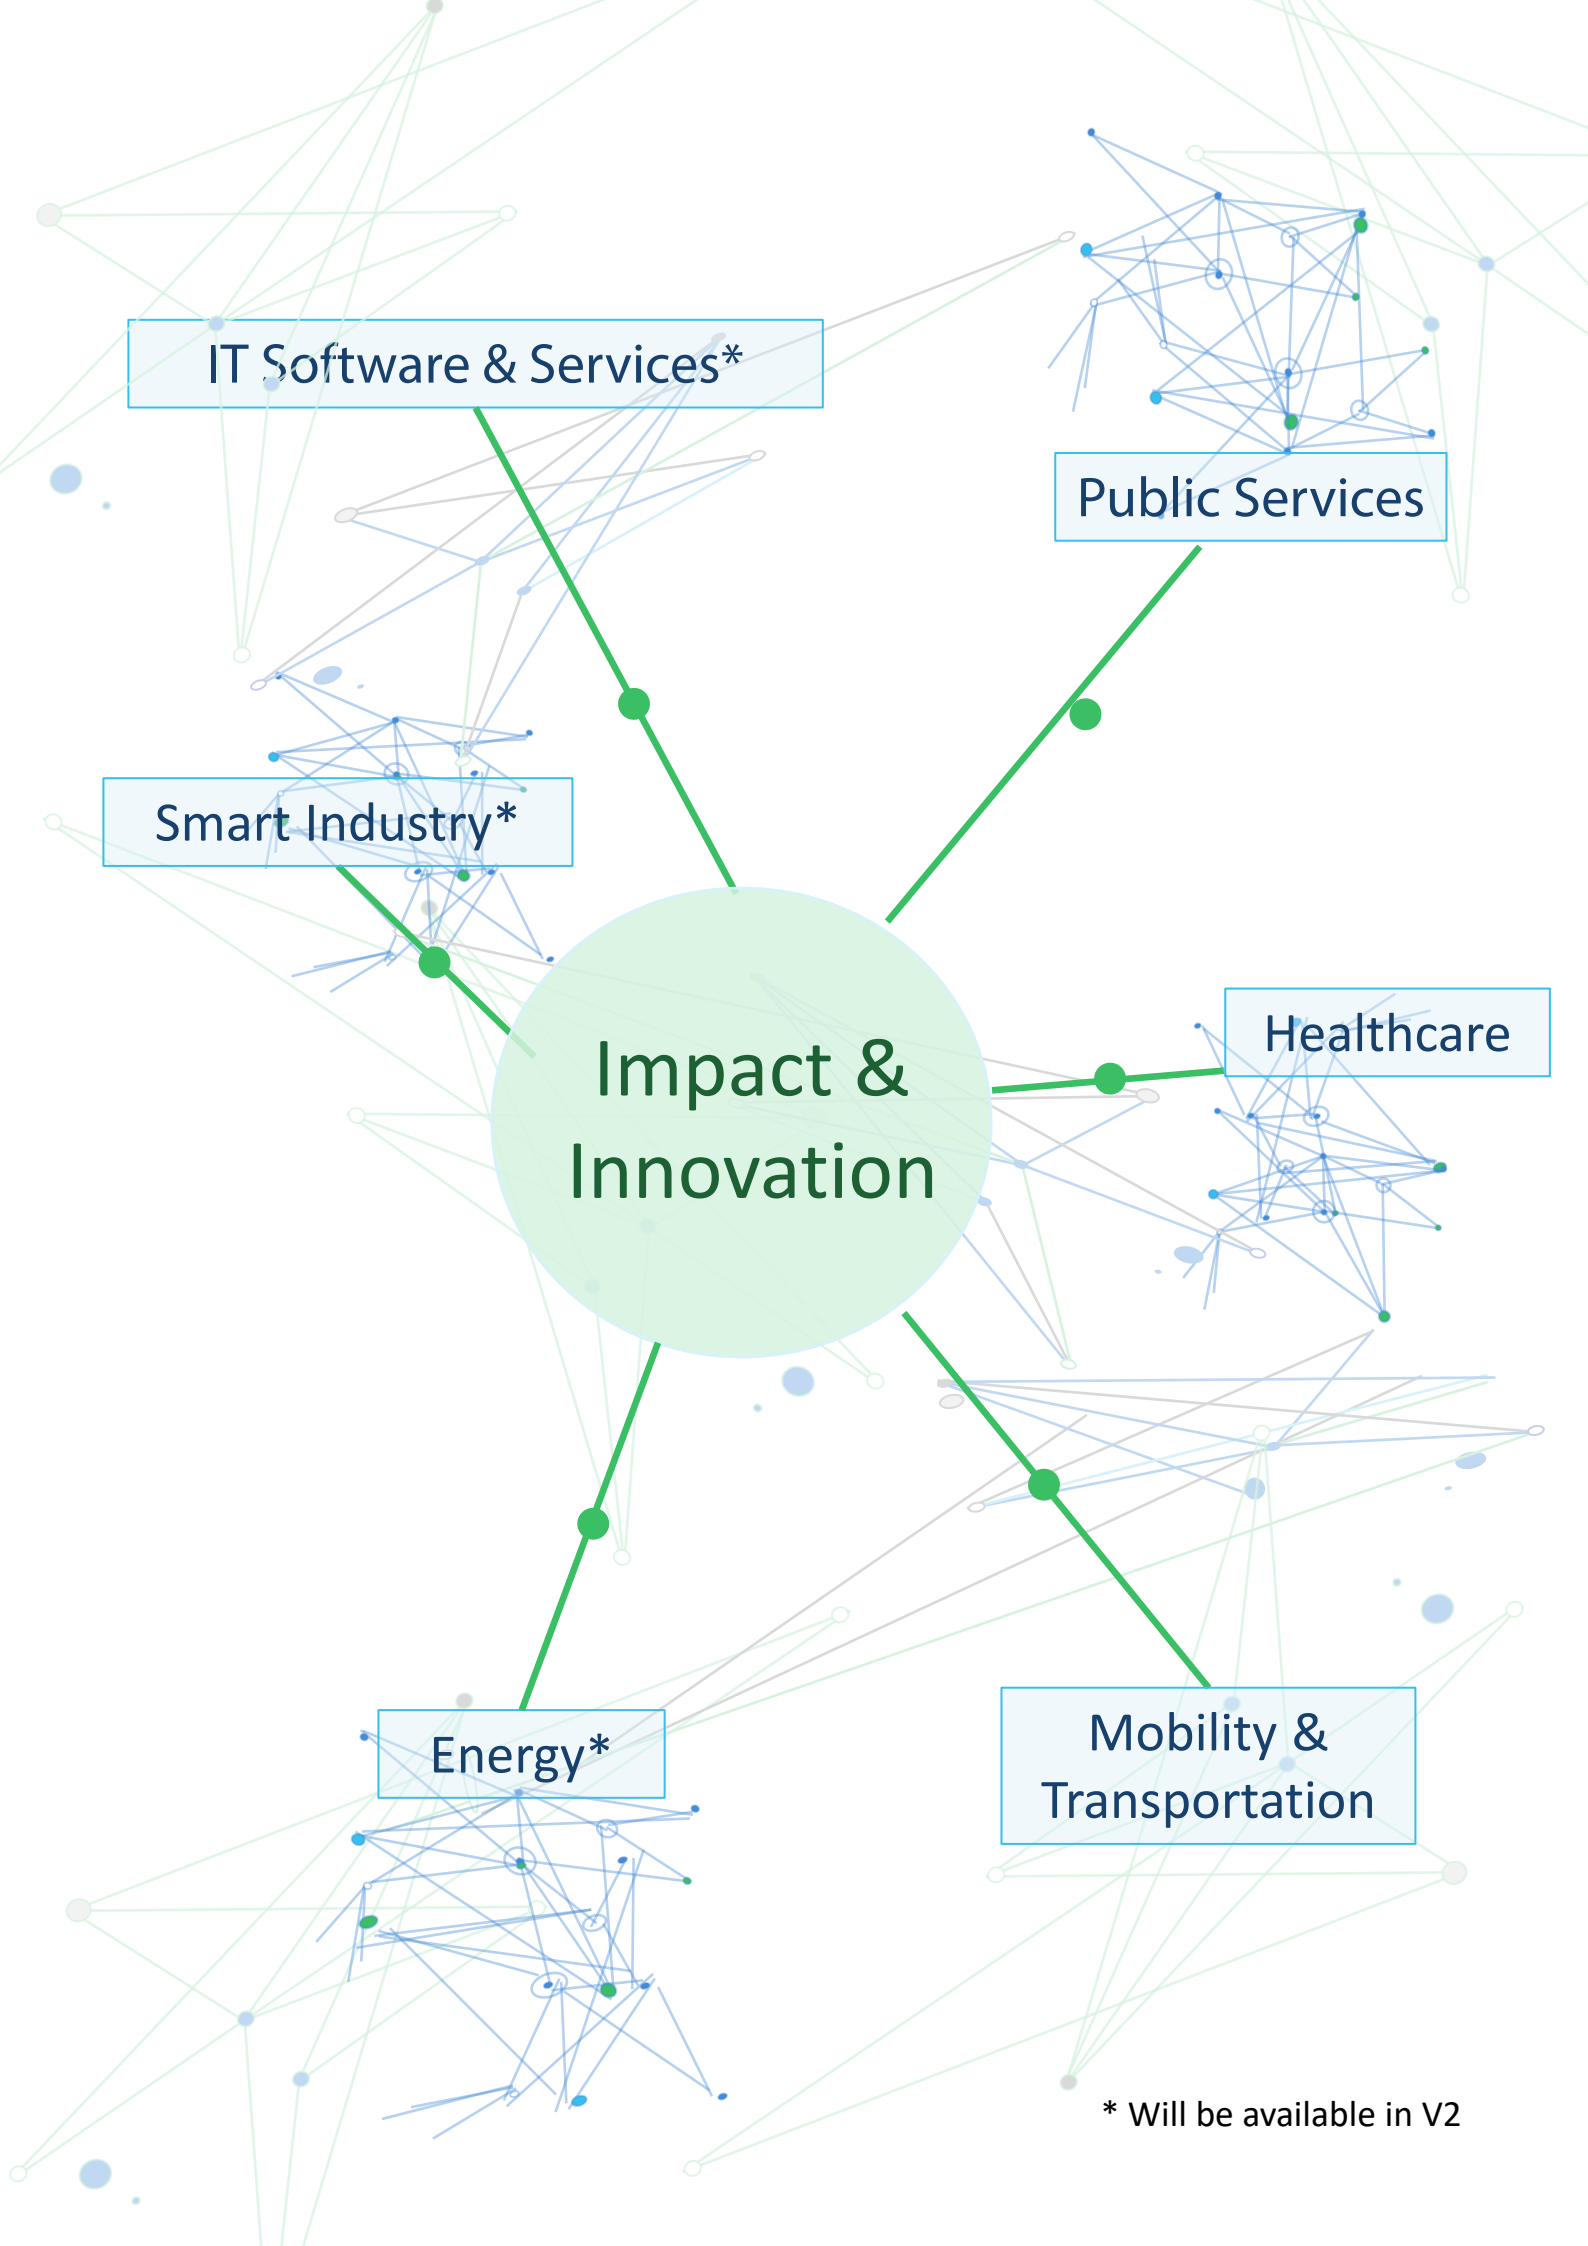 IT Software & Services*
Public Services
Smart Industry*
Healthcare
Impact &
Innovation
Mobility &
Transportation
Energy*
* Will be available in V2